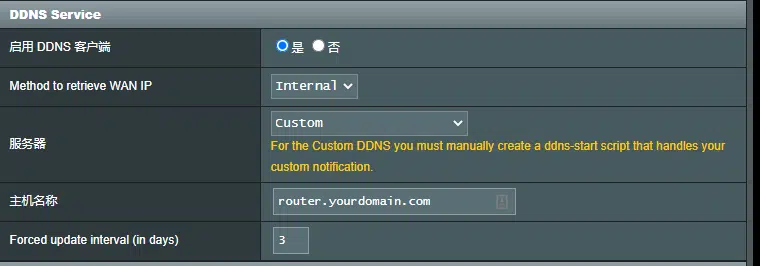 DDNS Service
启用 DDNS 客户端 是 否
Method to retrieve WAN IP Internal
服务器 Custom
For the Custom DDNS you must manually create a ddns-start script that handles your
custom notification.
主机名称 router.yourdomain.com
Forced update interval (in days) 3